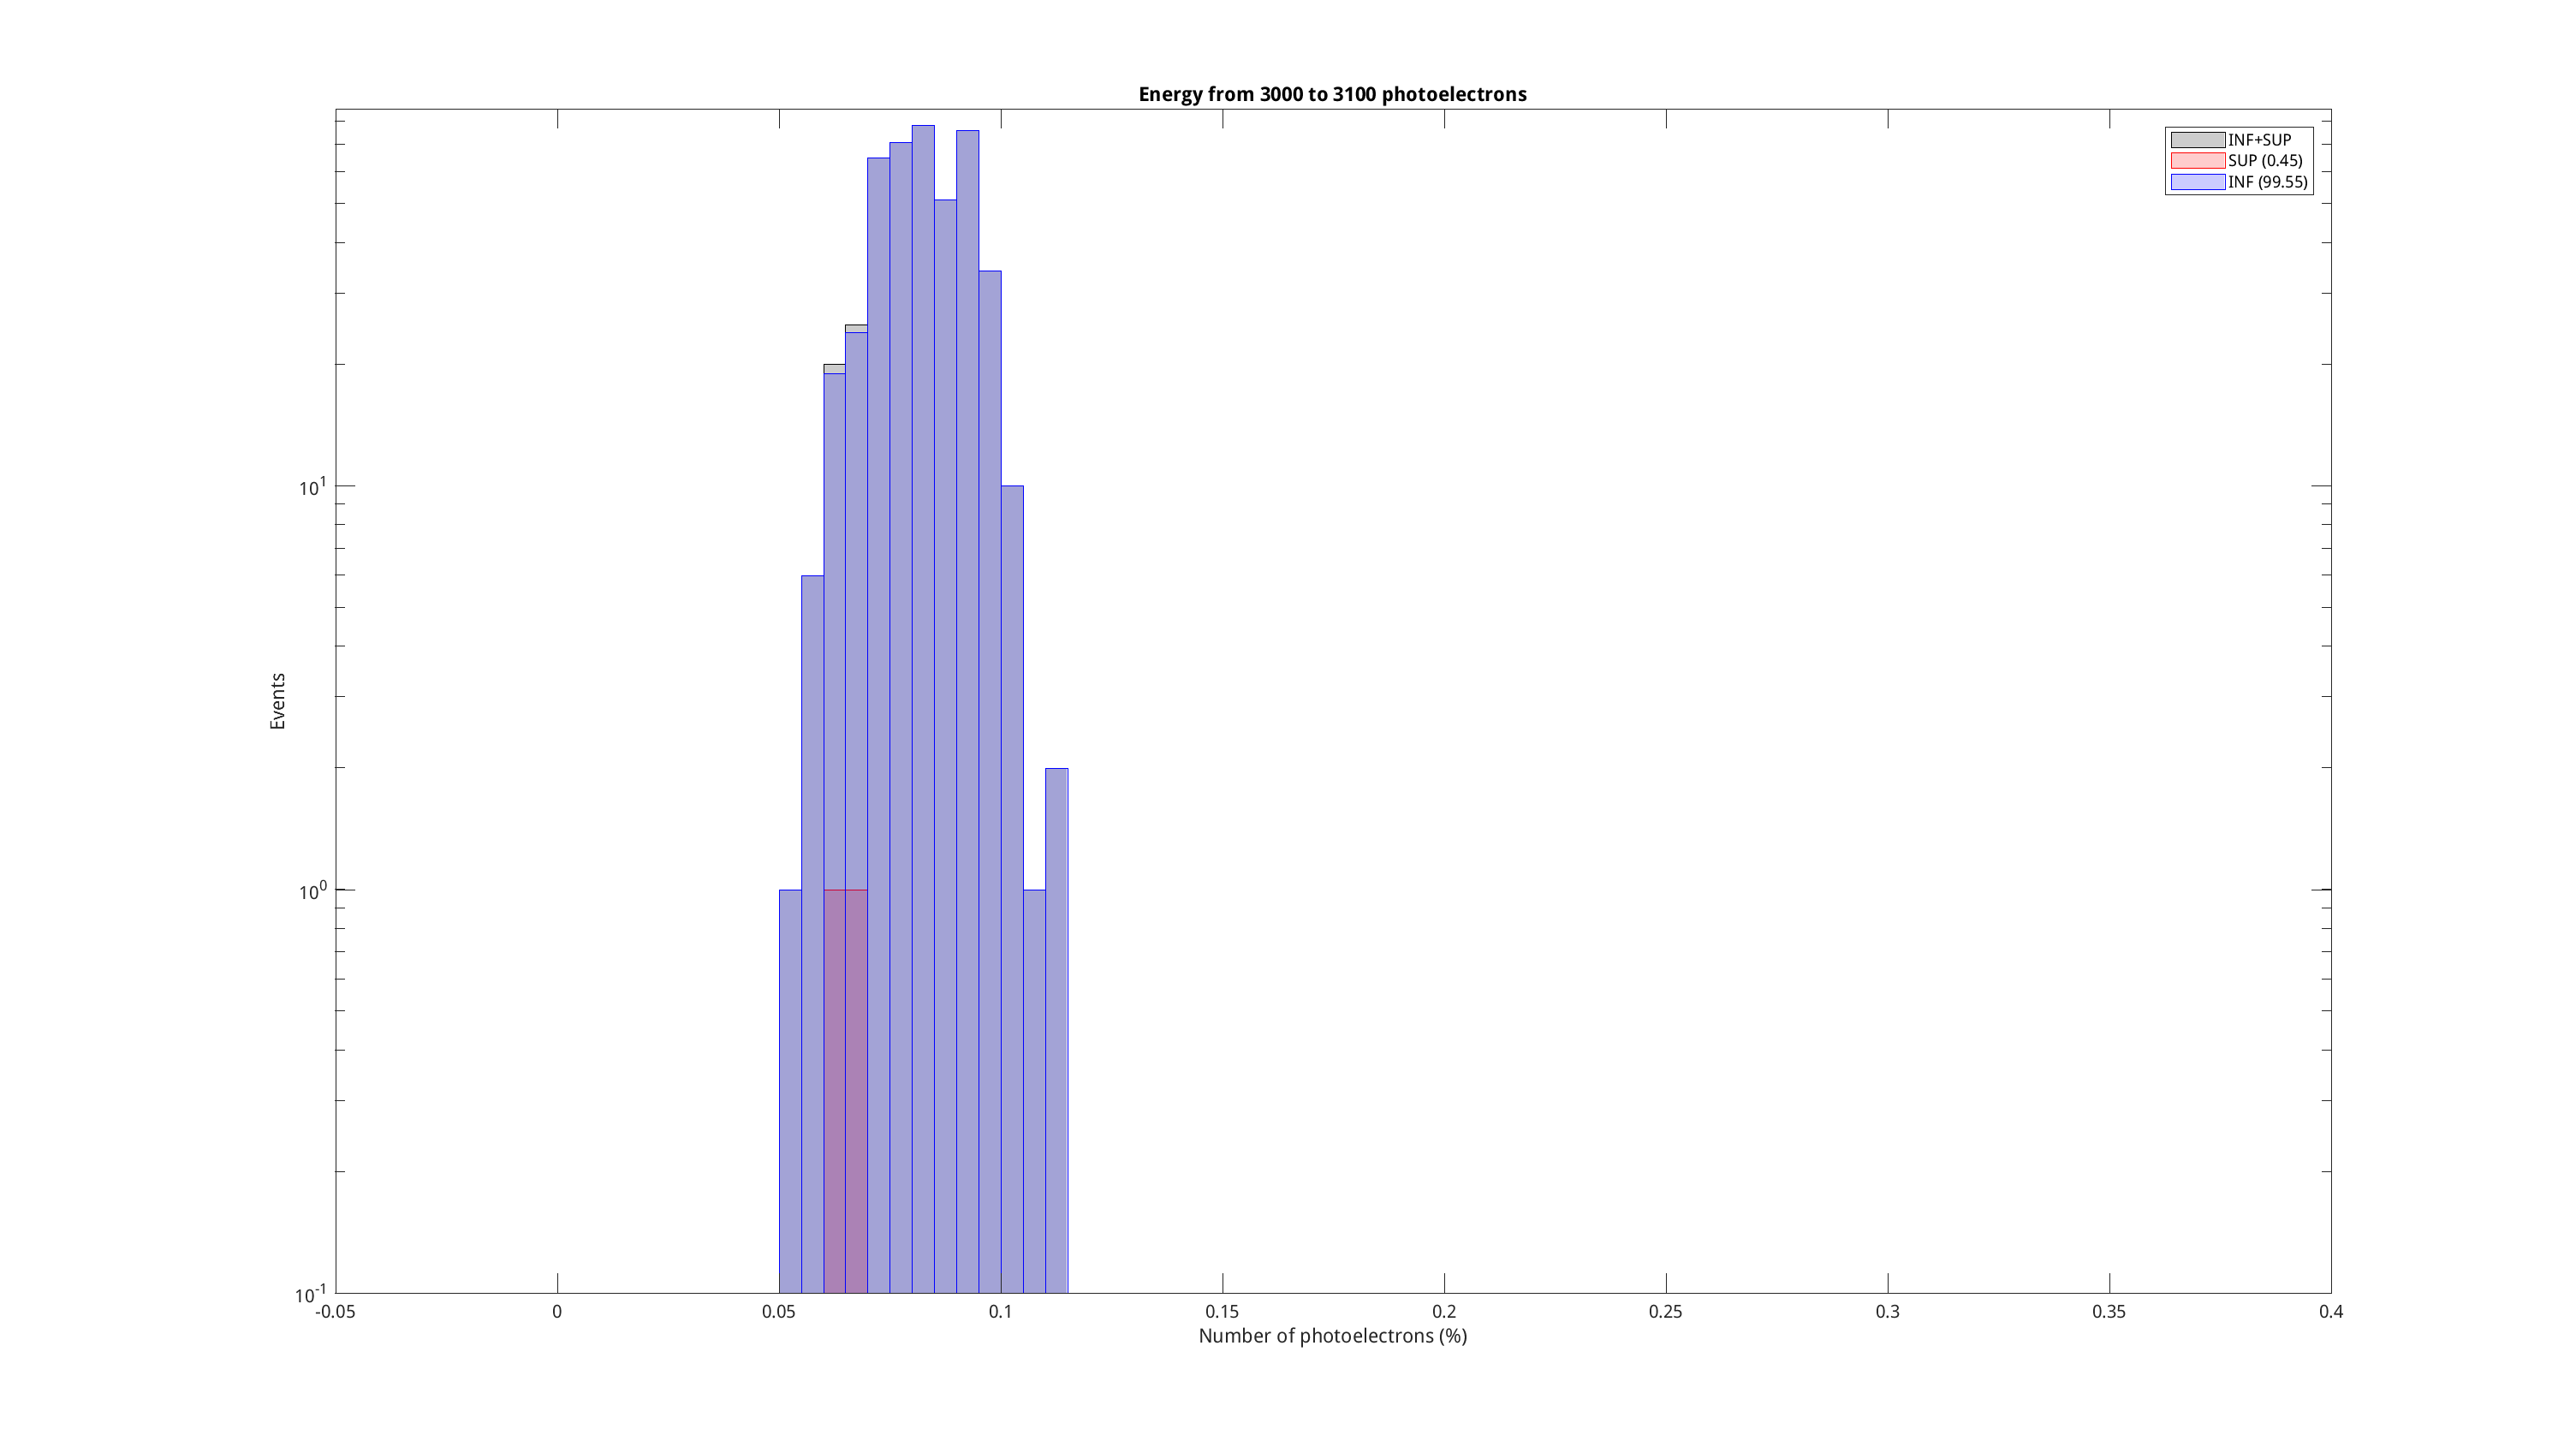 Energy from 3000 to 3100 photoelectrons
INF+SUP
SUP (0.45)
INF (99.55)
10^1
10^0
10^-1
Events
-0.05 0 0.05 0.1 0.15 0.2 0.25 0.3 0.35 0.4
Number of photoelectrons (%)